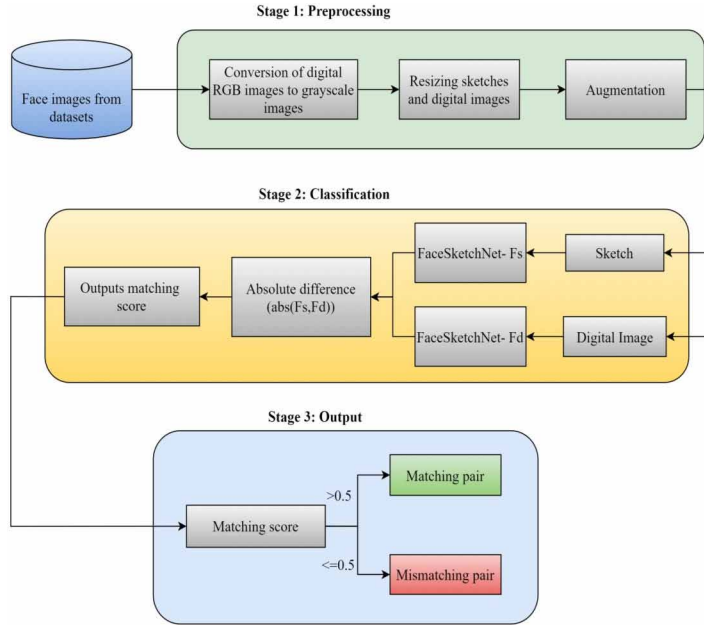 Stage 1: Preprocessing
Face images from
datasets
Conversion of digital
RGB images to grayscale
images
Resizing sketches
and digital images
Augmentation
Stage 2: Classification
FaceSketchNet- Fs
Sketch
Outputs matching
score
Absolute difference
(abs(Fs,Fd))
FaceSketchNet- Fd
Digital Image
Stage 3: Output
Matching score
>0.5
<=0.5
Matching pair
Mismatching pair